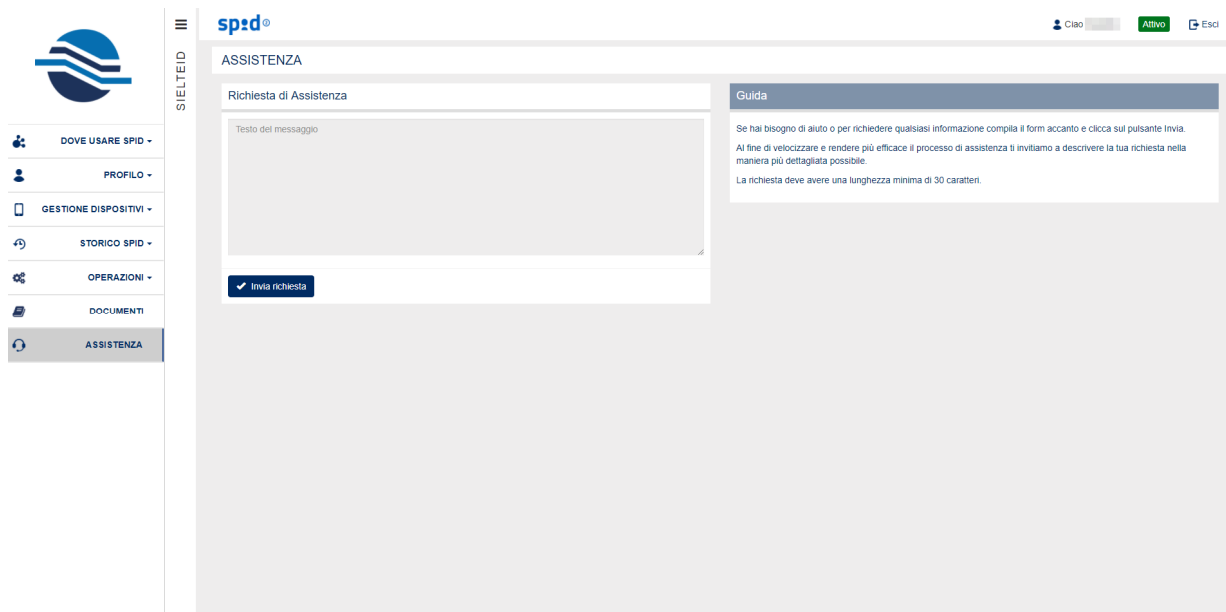 spid
Ciao
Attivo
Esci
SIELTEID
ASSISTENZA
DOVE USARE SPID
PROFILO
GESTIONE DISPOSITIVI
STORICO SPID
OPERAZIONI
DOCUMENTI
ASSISTENZA
Richiesta di Assistenza
Testo del messaggio
Invia richiesta
Guida
Se hai bisogno di aiuto o per richiedere qualsiasi informazione compila il form accanto e clicca sul pulsante Invia.
Al fine di velocizzare e rendere più efficace il processo di assistenza ti invitiamo a descrivere la tua richiesta nella
maniera più dettagliata possibile.
La richiesta deve avere una lunghezza minima di 30 caratteri.